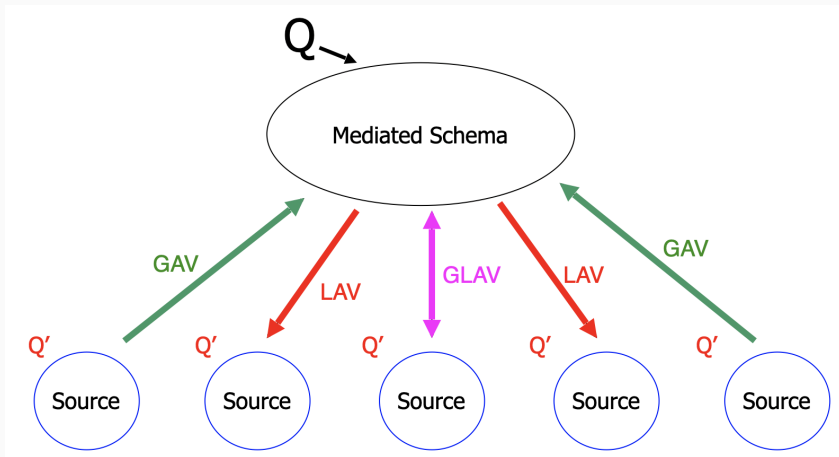 Q
Mediated Schema
GAV
LAV
GLAV
LAV
GAV
Q′
Q′
Q′
Q′
Q′
Source
Source
Source
Source
Source